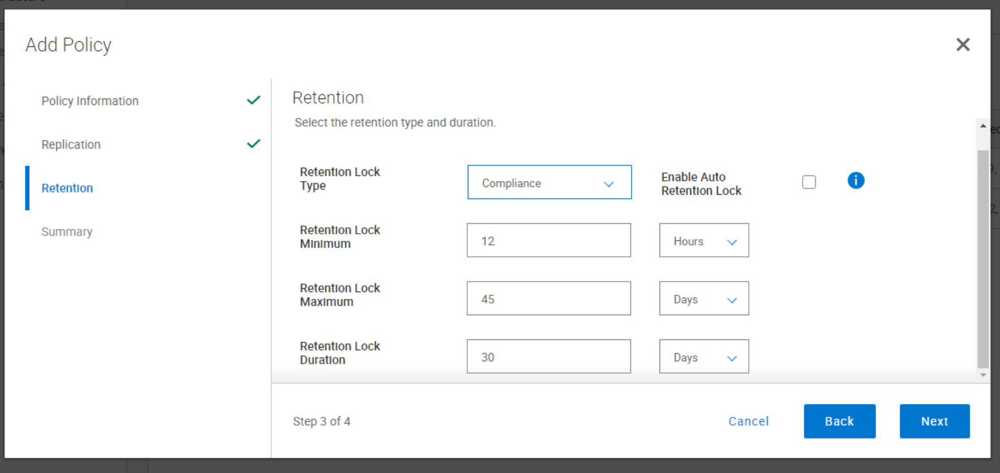 Add Policy
Policy Information
Replication
Retention
Summary
Retention
Select the retention type and duration.
Retention Lock
Type
Compliance
Enable Auto
Retention Lock
Retention Lock
Minimum
12
Hours
Retention Lock
Maximum
45
Days
Retention Lock
Duration
30
Days
Step 3 of 4
Cancel
Back
Next